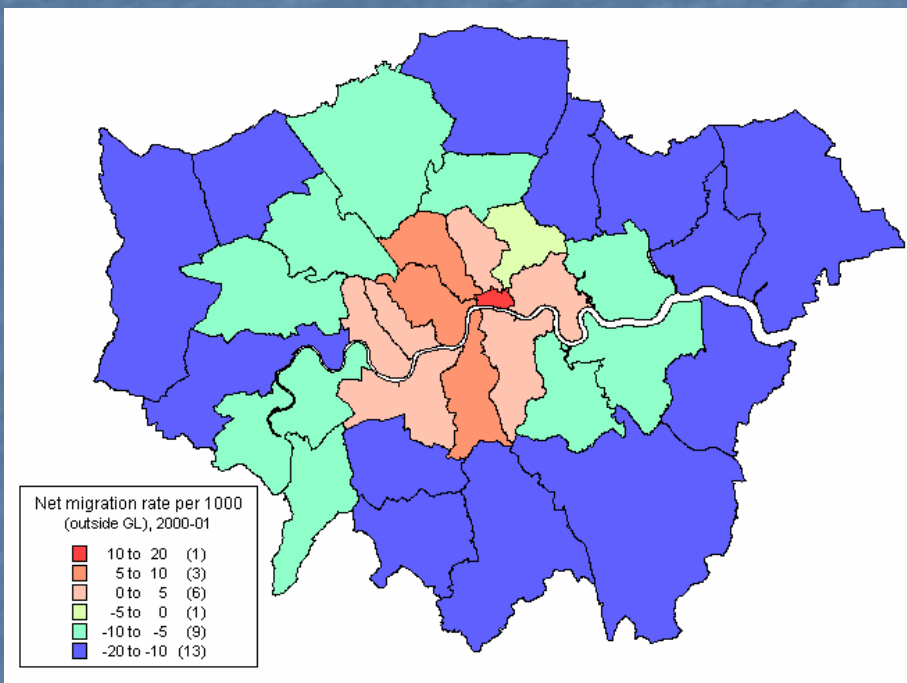 Net migration rate per 1000
(outside GL), 2000-01
10 to 20 (1)
5 to 10 (3)
0 to 5 (6)
-5 to 0 (1)
-10 to -5 (9)
-20 to -10 (13)